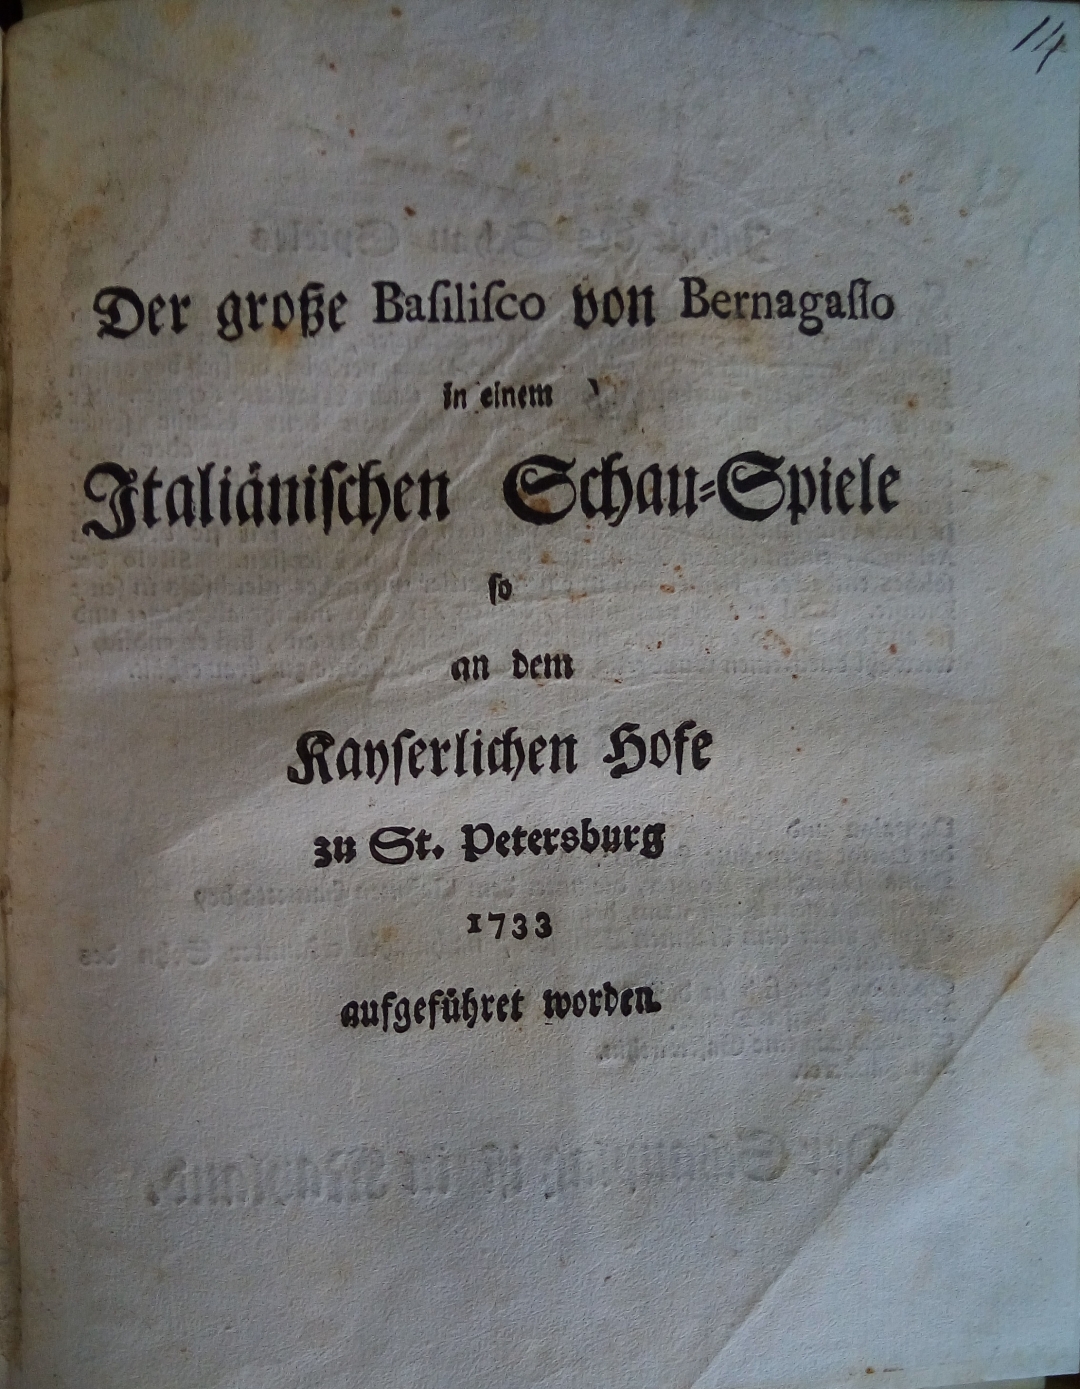 14
Der große Baſiliſco von Bernagaſſo
in einem
Italiäniſchen Schau-Spiele
ſo
an dem
Kayſerlichen Hofe
zu St. Petersburg
1733
aufgeführet worden.